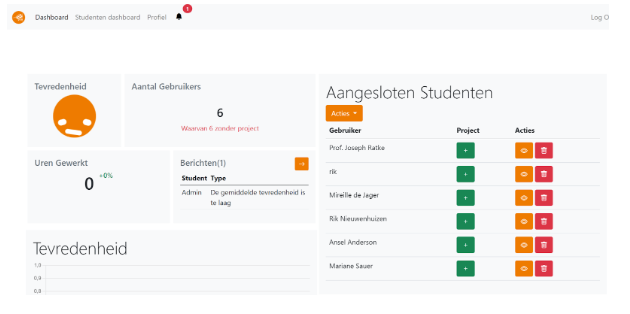 Dashboard Studenten dashboard Profiel 1 Log O
Tevredenheid
Aantal Gebruikers
6
Waarvan 6 zonder project
Uren Gewerkt
0 +0%
Berichten(1)
Student Type
Admin De gemiddelde tevredenheid is
te laag
Tevredenheid
1,0
0,9
0,9
Aangesloten Studenten
Acties
Gebruiker Project Acties
Prof. Joseph Ratke +
rik +
Mireille de Jager +
Rik Nieuwenhuizen +
Ansel Anderson +
Mariane Sauer +